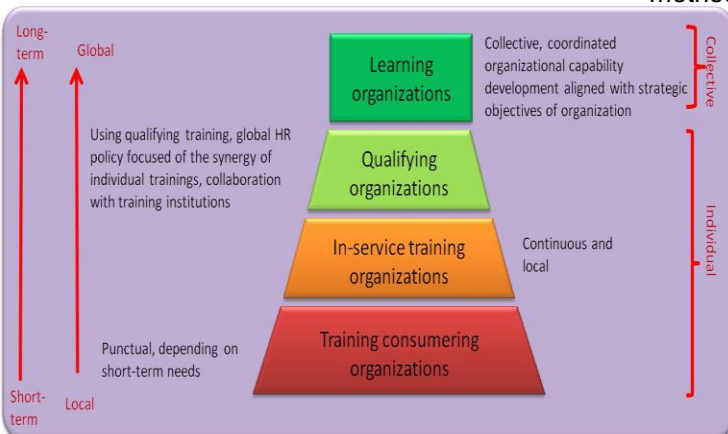 Long-
term
Global
Learning
organizations
Collective, coordinated
organizational capability
development aligned with strategic
objectives of organization
Collective
Using qualifying training, global HR
policy focused of the synergy of
individual trainings, collaboration
with training institutions
Qualifying
organizations
In-service training
organizations
Continuous and
local
Individual
Punctual, depending on
short-term needs
Training consumering
organizations
Short-
term
Local